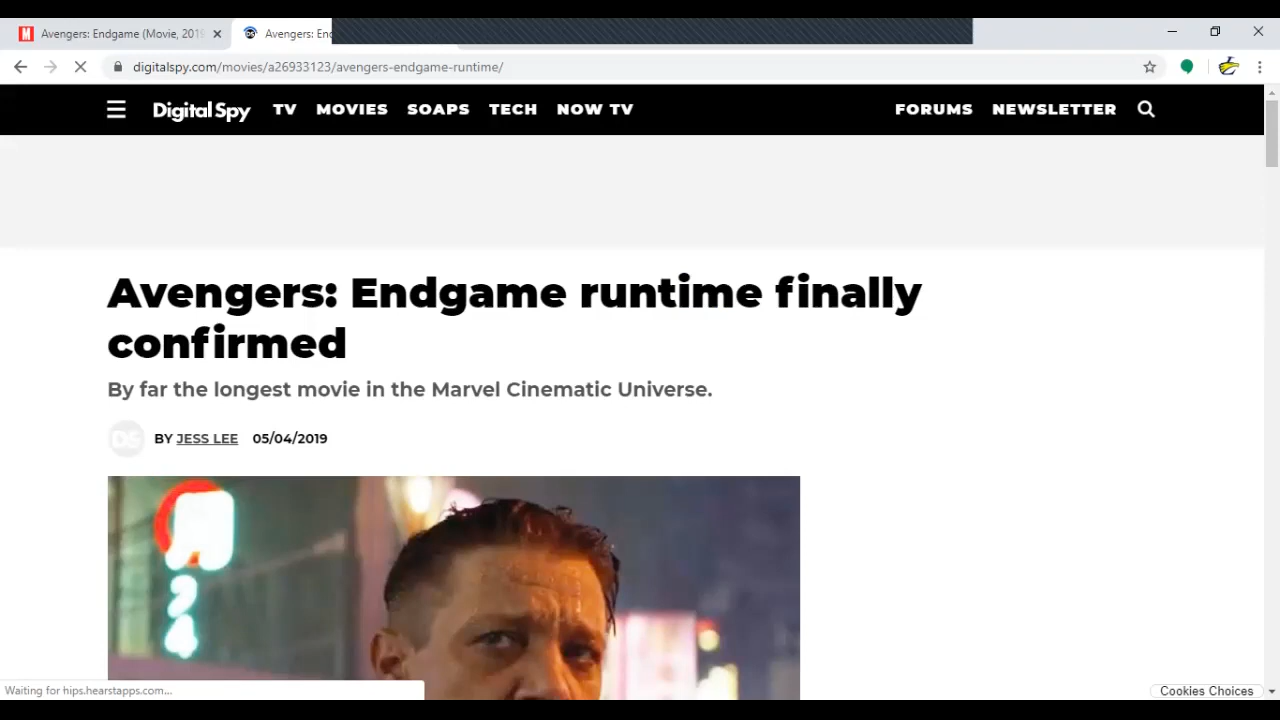 Avengers: Endgame (Movie, 2019
Avengers: End
digitalspy.com/movies/a26933123/avengers-endgame-runtime/
Digital Spy TV MOVIES SOAPS TECH NOW TV FORUMS NEWSLETTER
Avengers: Endgame runtime finally
confirmed
By far the longest movie in the Marvel Cinematic Universe.
DS BY JESS LEE 05/04/2019
24
Waiting for hips.hearstapps.com...
Cookies Choices